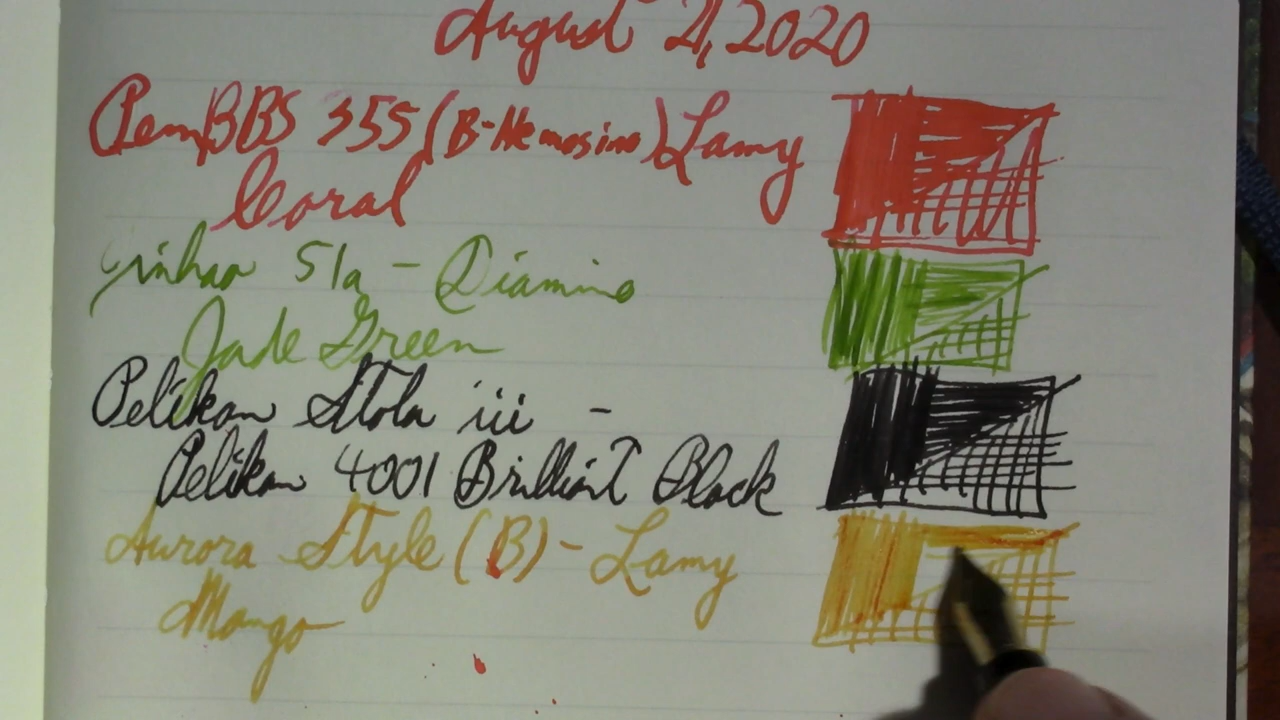 August 21, 2020
PenBBS 355 (B-Hemosino) Lamy
Coral
Jinhao 51a - Diamine
Jade Green
Pelikan Stola iii -
Pelikan 4001 Brilliant Black
Aurora Style (B) - Lamy
Mango